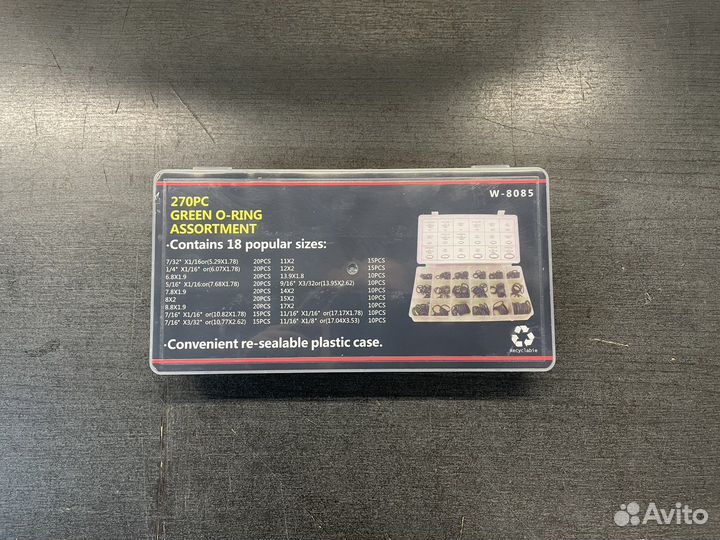 W-8085
270PC
GREEN O-RING
ASSORTMENT
·Contains 18 popular sizes:
7/32" X1/16or(5.29X1.78) 20PCS 11X2 15PCS
1/4" X1/16" or(6.07X1.78) 20PCS 12X2 15PCS
6.8X1.9 20PCS 13.9X1.8 10PCS
5/16" X1/16:or(7.68X1.78) 20PCS 9/16" X3/32or(13.95X2.62) 10PCS
7.8X1.9 20PCS 14X2 10PCS
8X2 20PCS 15X2 10PCS
8.8X1.9 20PCS 17X2 10PCS
7/16" X1/16" or(10.82X1.78) 15PCS 11/16" X1/16" or(17.17X1.78) 10PCS
7/16" X3/32" or(10.77X2.62) 15PCS 11/16" X1/8" or(17.04X3.53) 10PCS
·Convenient re-sealable plastic case.
Recyclable
Avito